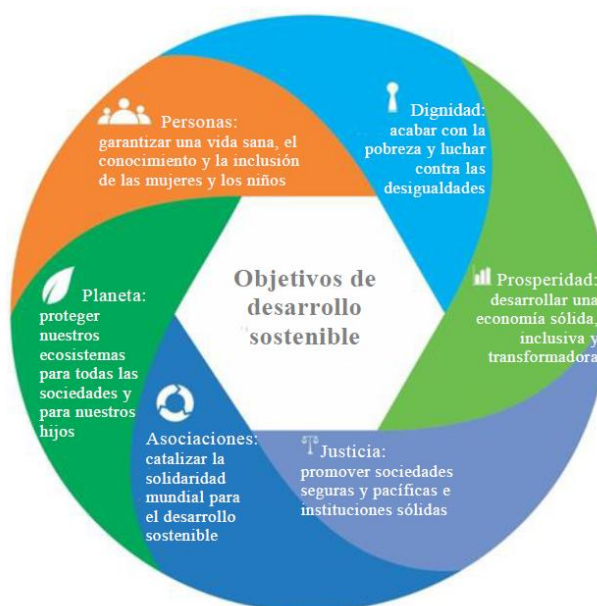 Dignidad:
acabar con la
pobreza y luchar
contra las
desigualdades
Prosperidad:
desarrollar una
economía sólida,
inclusiva y
transformadora
Justicia:
promover sociedades
seguras y pacíficas e
instituciones sólidas
Asociaciones:
catalizar la
solidaridad
mundial para
el desarrollo
sostenible
Planeta:
proteger
nuestros
ecosistemas
para todas las
sociedades y
para nuestros
hijos
Personas:
garantizar una vida sana, el
conocimiento y la inclusión
de las mujeres y los niños
Objetivos de
desarrollo
sostenible